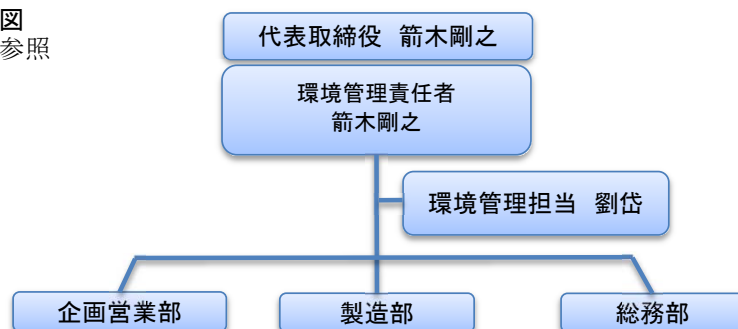 図
参照
代表取締役 箭木剛之
環境管理責任者
箭木剛之
環境管理担当 劉岱
企画営業部
製造部
総務部